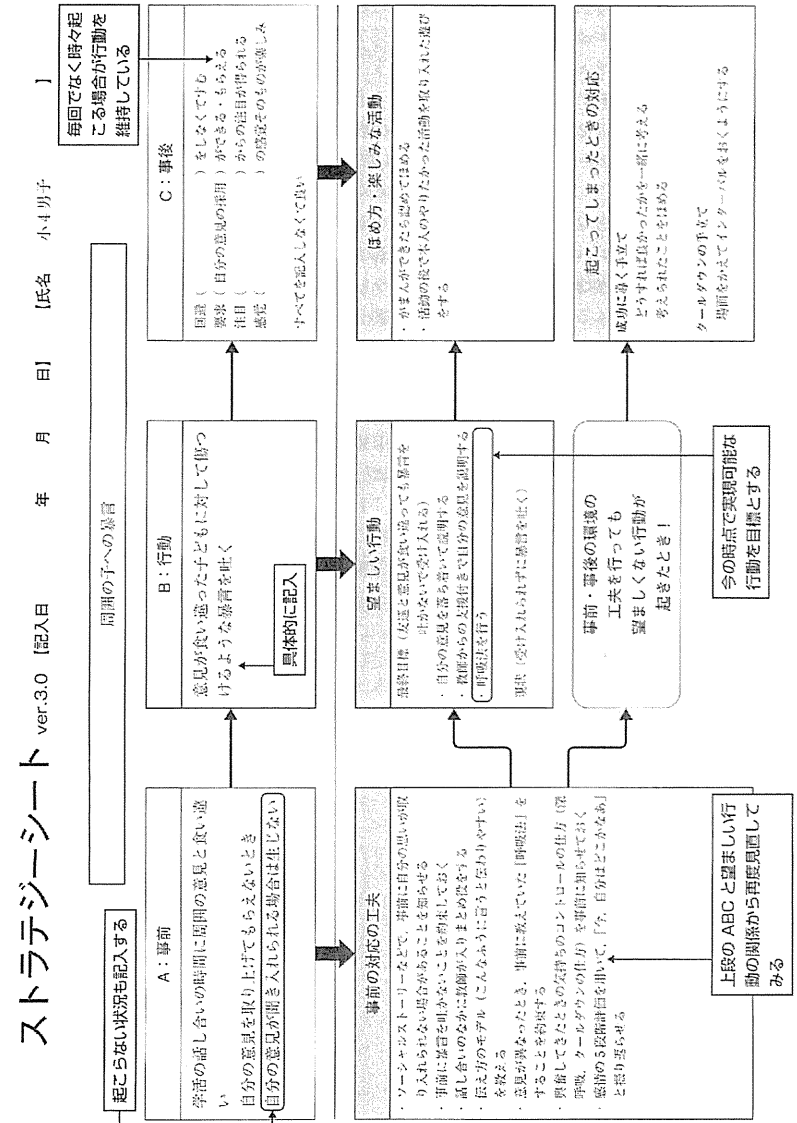 ストラテジーシート ver.3.0 【記入日　年　月　日】【氏名　小4男子　】
周囲の子への暴言
起こらない状況も記入する
毎回でなく時々起
こる場合が行動を
維持している
A：事前
学活の話し合いの時間に周囲の意見と食い違
い
自分の意見を取り上げてもらえないとき
自分の意見が聞き入れられる場合は生じない
B：行動
意見が食い違った子どもに対して傷つ
けるような暴言を吐く
具体的に記入
C：事後
回避（　）をしなくてすむ
要求（自分の意見の採用）ができる・もらえる
注目（　）からの注目が得られる
感覚（　）の感覚そのものが楽しみ
すべてを記入しなくて良い
事前の対応の工夫
・ソーシャルストーリーなどで、事前に自分の思いが取
り入れられない場合があることを知らせる
・事前に暴言を吐かないことを約束しておく
・話し合いのなかに教師が入りまとめ役をする
・伝え方のモデル（こんなふうに言うと伝わりやすい）
を教える
・意見が異なったとき、事前に教えていた「呼吸法」を
することを約束する
・興奮してきたときの気持ちのコントロールの仕方（深
呼吸、クールダウンの仕方）を事前に知らせておく
・感情の5段階評価を用いて、「今、自分はどこかなあ」
と振り返らせる
上段の ABC と望ましい行
動の関係から再度見直して
みる
望ましい行動
最終目標（友達と意見が食い違っても暴言を
吐かないで受け入れる）
・自分の意見を落ち着いて説明する
・教師からの支援付きで自分の意見を説明する
・呼吸法を行う
現状（受け入れられずに暴言を吐く）
今の時点で実現可能な
行動を目標とする
事前・事後の環境の
工夫を行っても
望ましくない行動が
起きたとき！
ほめ方・楽しみな活動
・がまんができたら認めてほめる
・活動の後で本人のやりたかった活動を取り入れた遊び
をする
起こってしまったときの対応
成功に導く手立て
どうすれば良かったかを一緒に考える
考えられたことをほめる
クールダウンの手立て
場面をかえてインターバルをおくようにする